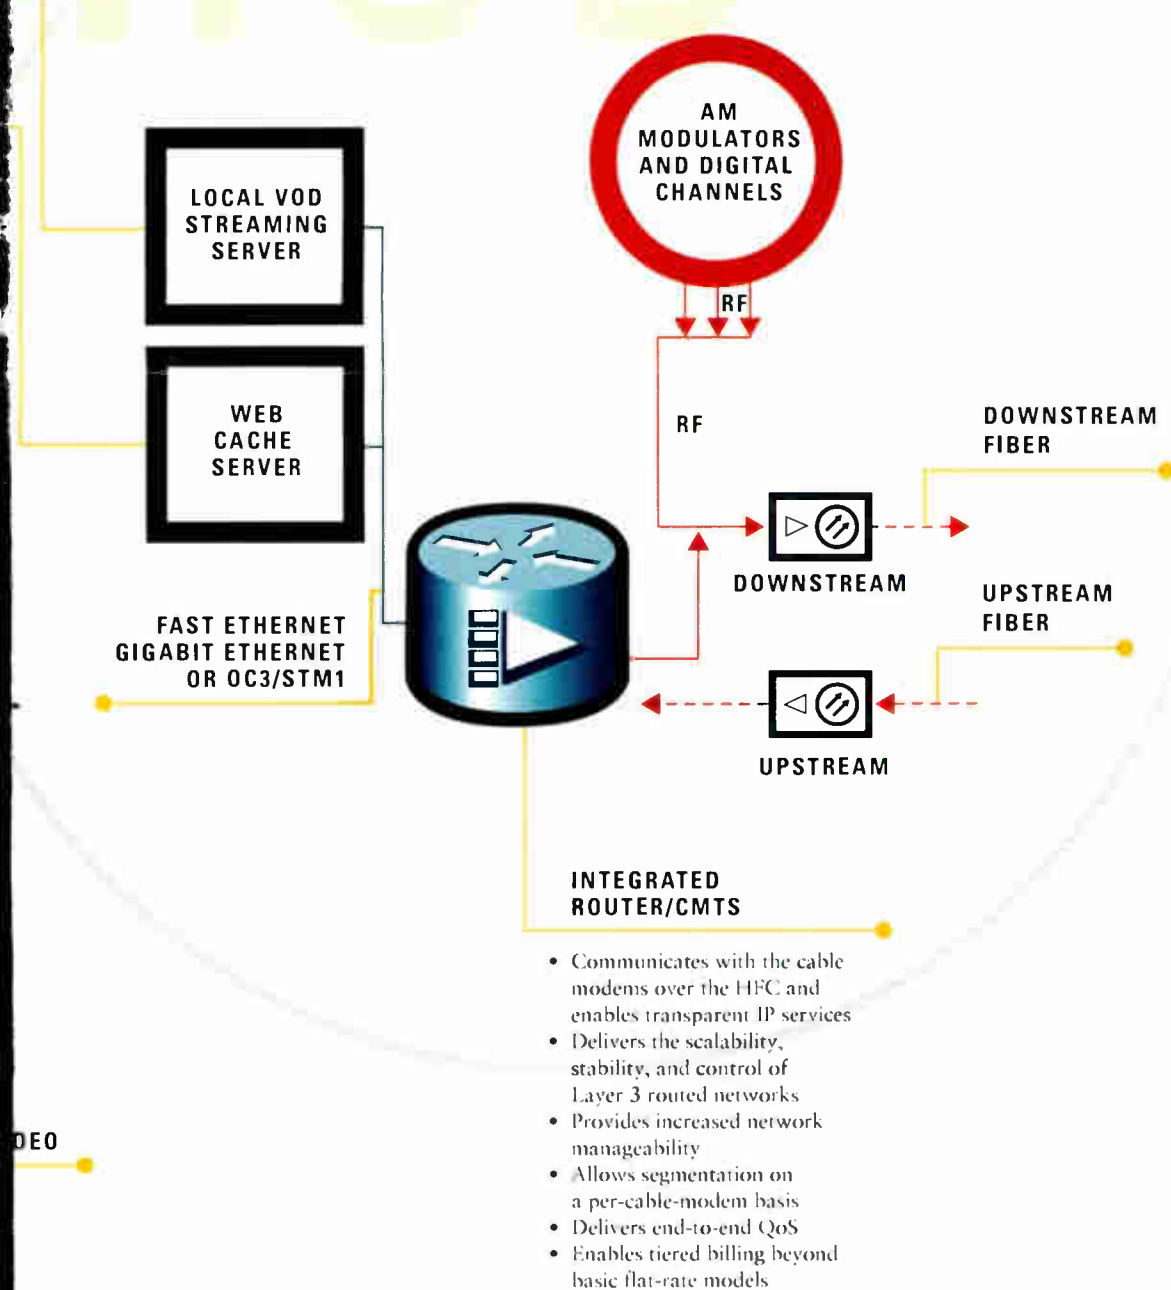 AM
MODULATORS
AND DIGITAL
CHANNELS
LOCAL VOD
STREAMING
SERVER
RF
WEB
CACHE
SERVER
RF
DOWNSTREAM
FIBER
DOWNSTREAM
UPSTREAM
FIBER
FAST ETHERNET
GIGABIT ETHERNET
OR OC3/STM1
UPSTREAM
INTEGRATED
ROUTER/CMTS
• Communicates with the cable
modems over the HFC and
enables transparent IP services
• Delivers the scalability,
stability, and control of
Layer 3 routed networks
• Provides increased network
manageability
• Allows segmentation on
a per-cable-modem basis
• Delivers end-to-end QoS
• Enables tiered billing beyond
basic flat-rate models
DEO